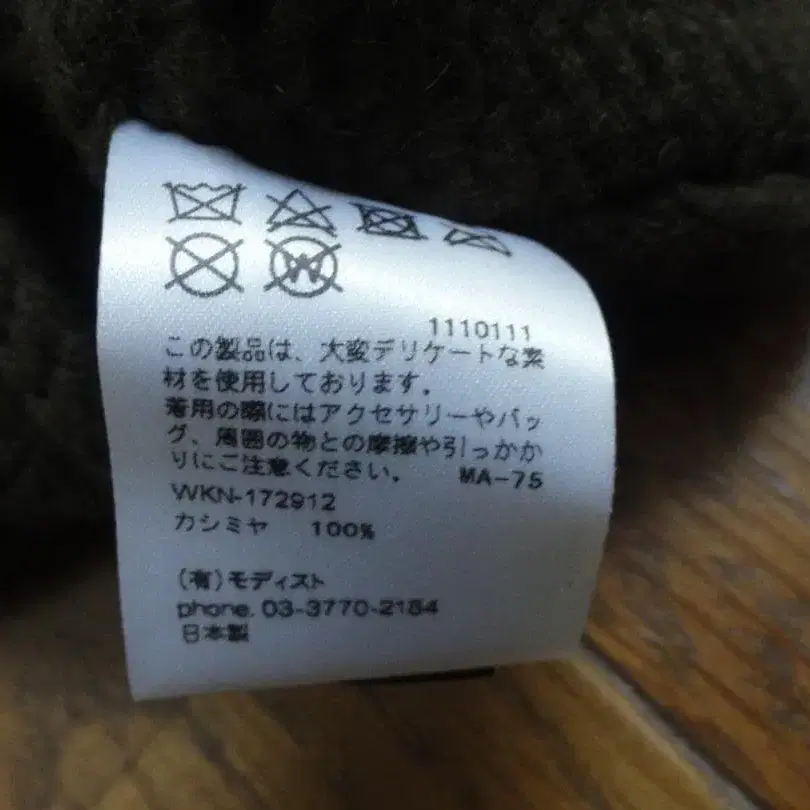 W
1110111
この製品は、大変デリケートな素
材を使用しております。
着用の際にはアクセサリーやバッ
グ、周囲の物との摩擦や引っかか
りにご注意ください。 MA-75
WKN-172912
カシミヤ 100%
(有)モディスト
phone. 03-3770-2184
日本製